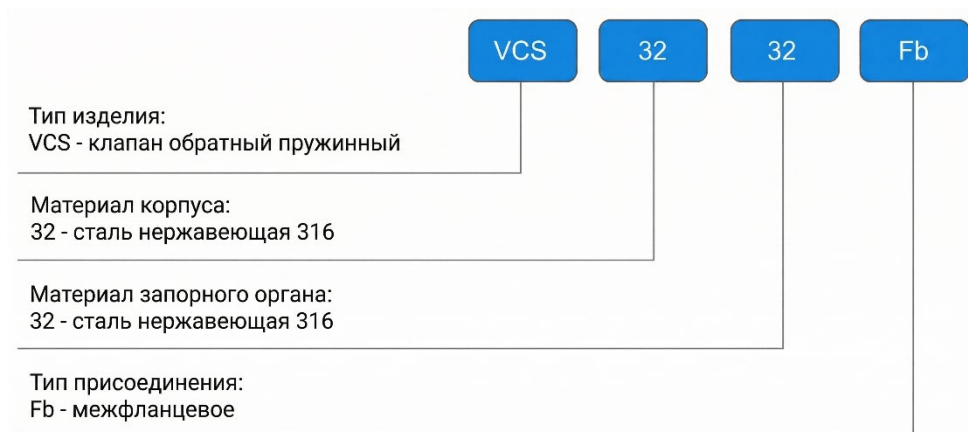 VCS 32 32 Fb
Тип изделия:
VCS - клапан обратный пружинный
Материал корпуса:
32 - сталь нержавеющая 316
Материал запорного органа:
32 - сталь нержавеющая 316
Тип присоединения:
Fb - межфланцевое